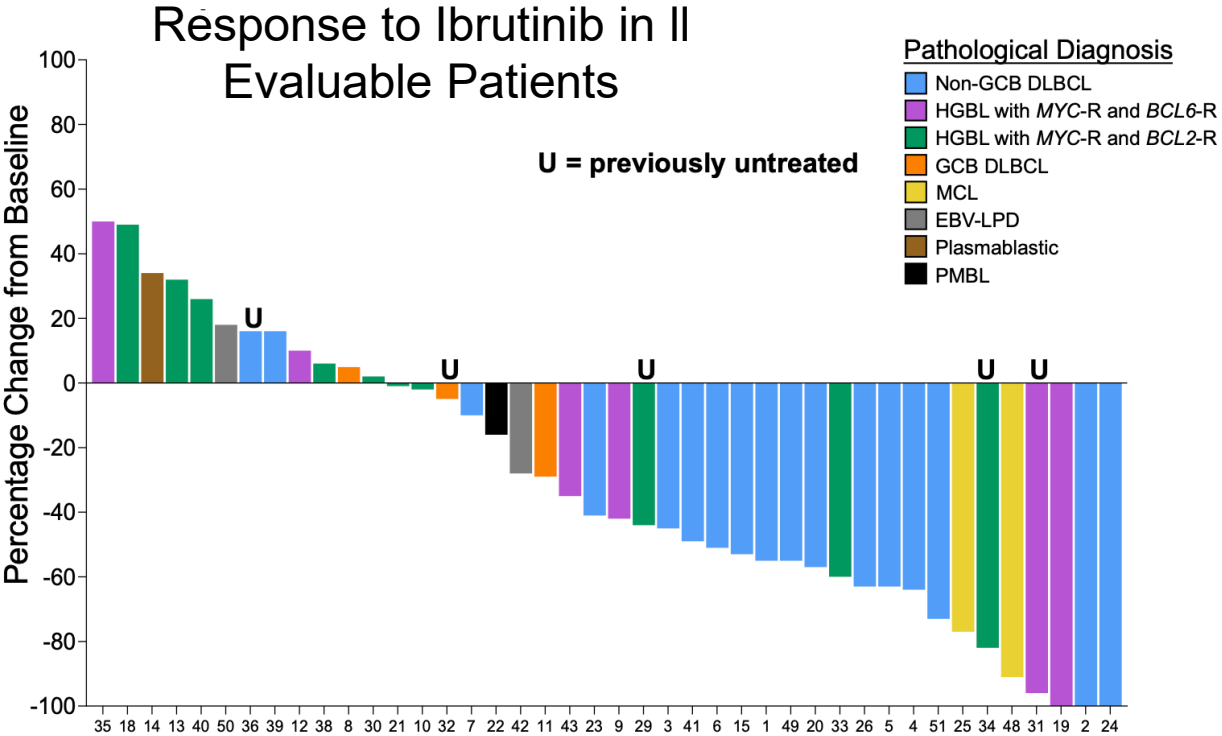 Response to Ibrutinib in ll
Evaluable Patients
Pathological Diagnosis
Non-GCB DLBCL
HGBL with MYC-R and BCL6-R
HGBL with MYC-R and BCL2-R
GCB DLBCL
MCL
EBV-LPD
Plasmablastic
PMBL
U = previously untreated
Percentage Change from Baseline
100
80
60
40
20
0
-20
-40
-60
-80
-100
U
U
U
U
U
35 18 14 13 40 50 36 39 12 38 8 30 21 10 32 7 22 42 11 43 23 9 29 3 41 6 15 1 49 20 33 26 5 4 51 25 34 48 31 19 2 24